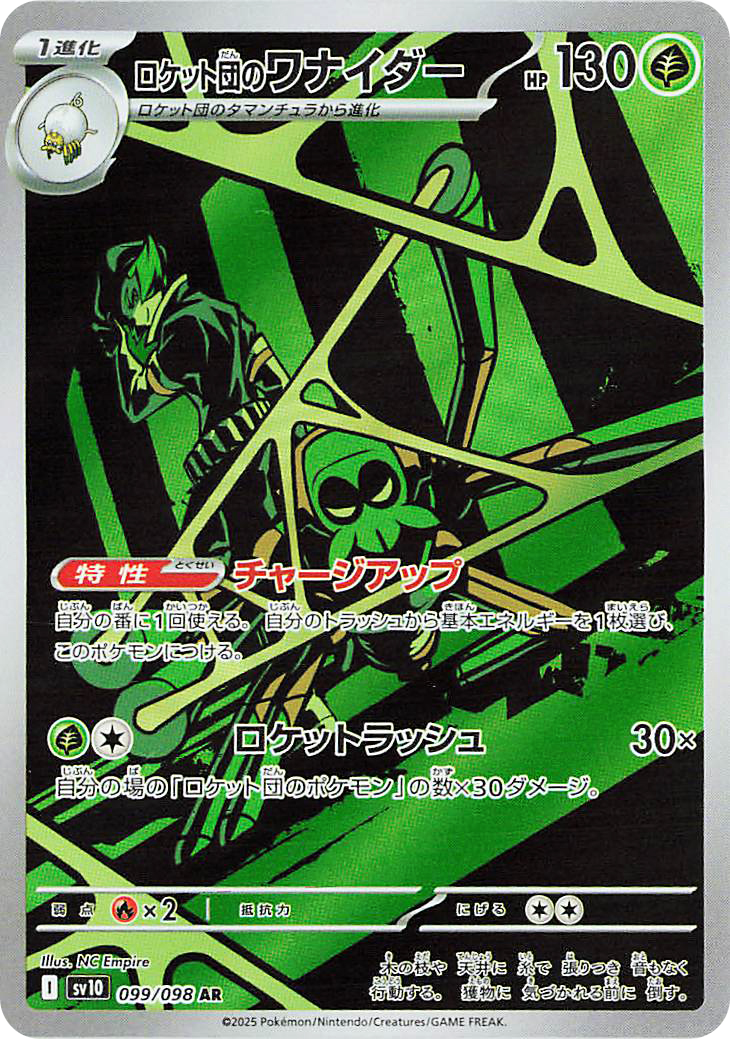 1進化
ロケット団のワナイダー
HP 130
ロケット団のタマンチュラから進化
特性 チャージアップ
自分の番に1回使える。自分のトラッシュから基本エネルギーを1枚選び、
このポケモンにつける。
ロケットラッシュ 30×
自分の場の「ロケット団のポケモン」の数×30ダメージ。
弱点 ×2 抵抗力 にげる
Illus. NC Empire
木の枝や 天井に 糸で 張りつき 音もなく
行動する。 獲物に 気づかれる前に 倒す。
I sv10 099/098 AR
©2025 Pokémon/Nintendo/Creatures/GAME FREAK.